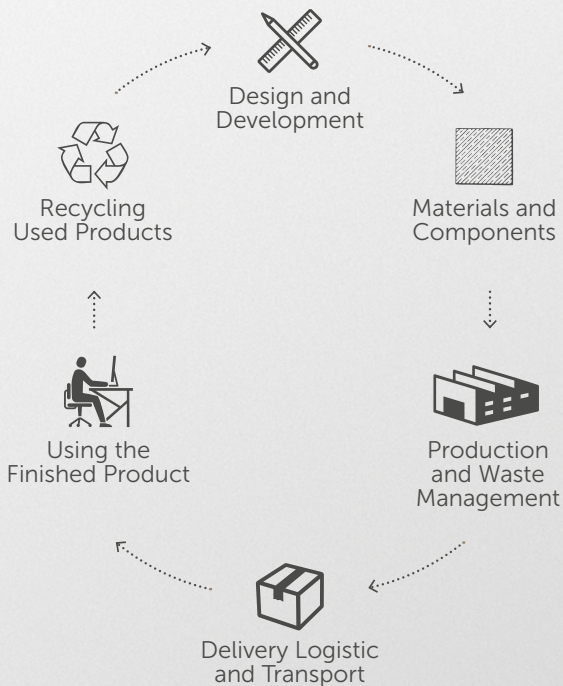 Design and
Development
Materials and
Components
Production
and Waste
Management
Delivery Logistic
and Transport
Using the
Finished Product
Recycling
Used Products